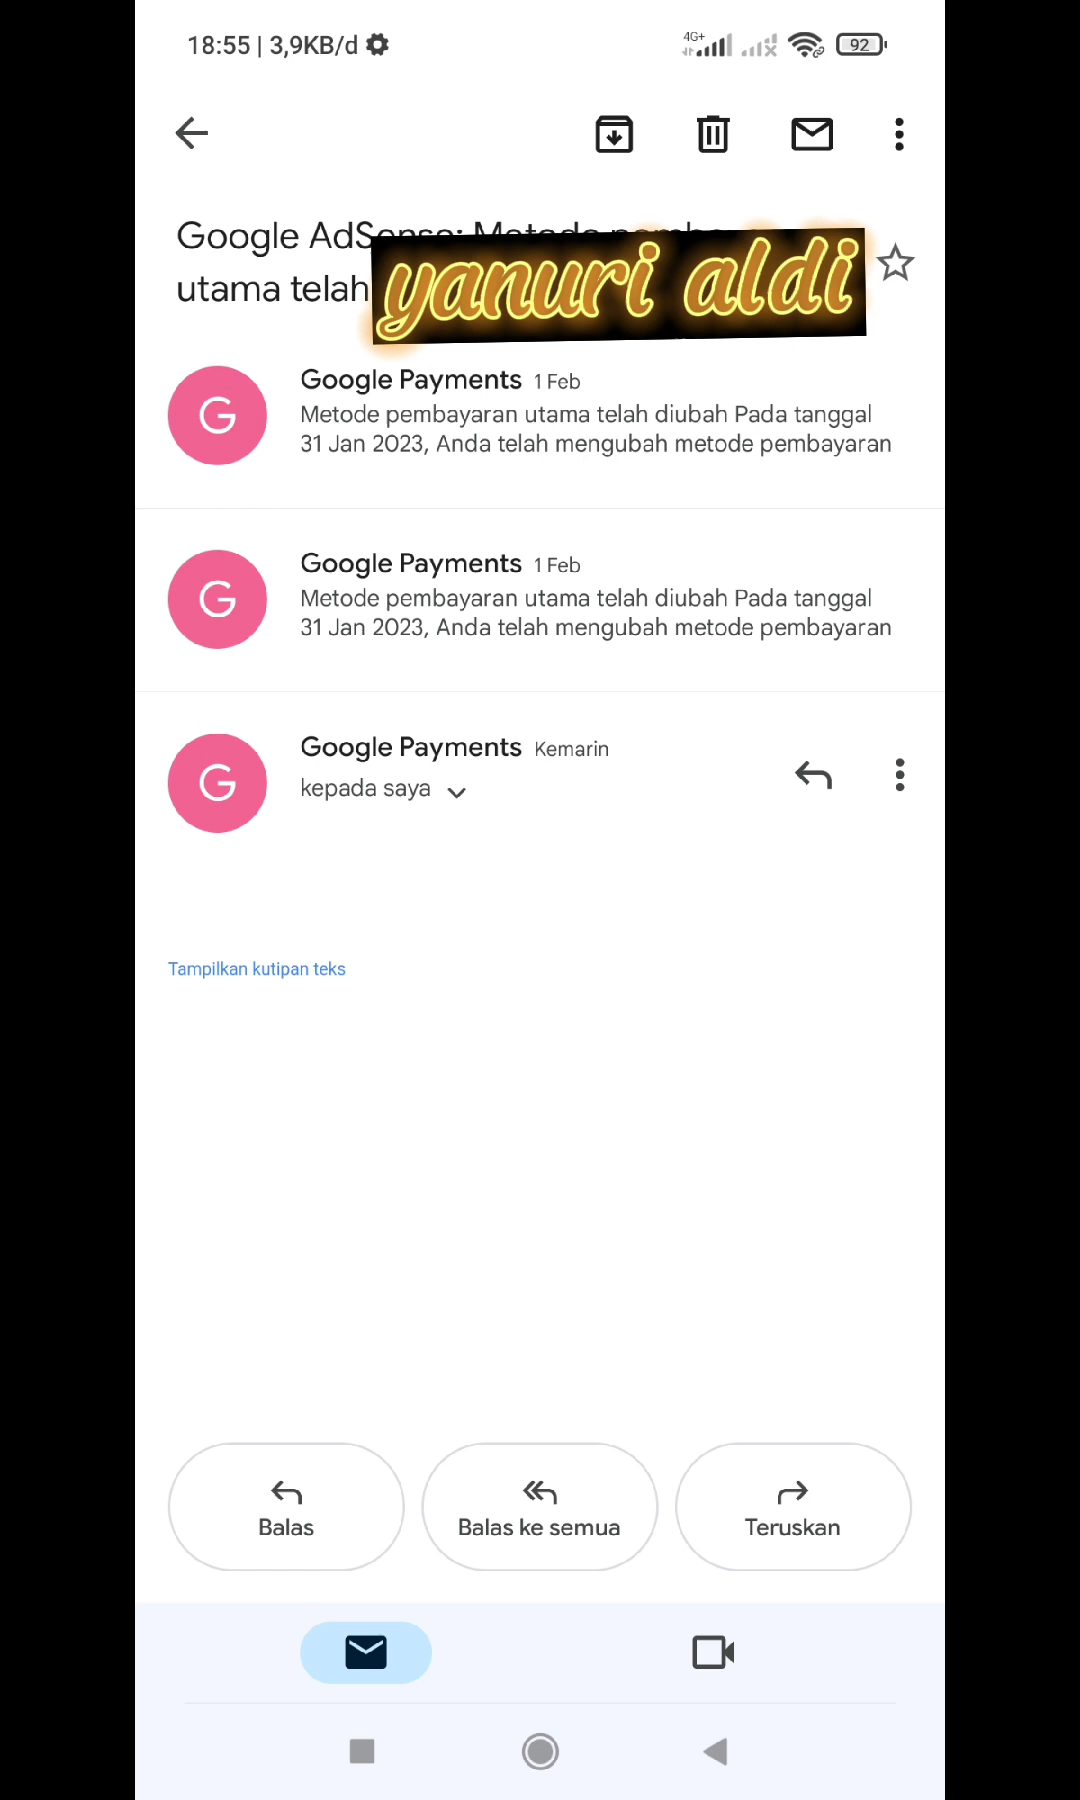 18:55 | 3,9KB/d
4G+
92
Google AdSense: Metode
utama telah
yanuri aldi
Google Payments 1 Feb
Metode pembayaran utama telah diubah Pada tanggal
31 Jan 2023, Anda telah mengubah metode pembayaran
Google Payments 1 Feb
Metode pembayaran utama telah diubah Pada tanggal
31 Jan 2023, Anda telah mengubah metode pembayaran
Google Payments Kemarin
kepada saya
Tampilkan kutipan teks
Balas
Balas ke semua
Teruskan